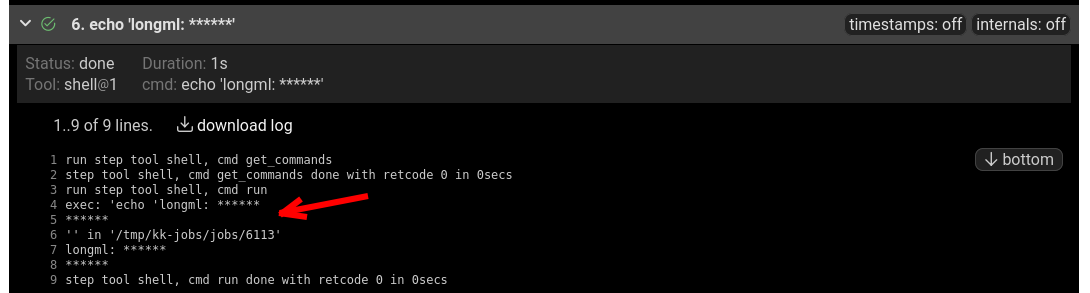 6. echo 'longml: ******' timestamps: off internals: off
Status: done Duration: 1s
Tool: shell@1 cmd: echo 'longml: ******'
1..9 of 9 lines. download log
bottom
1 run step tool shell, cmd get_commands
2 step tool shell, cmd get_commands done with retcode 0 in 0secs
3 run step tool shell, cmd run
4 exec: 'echo 'longml: ******
5 ******
6 '' in '/tmp/kk-jobs/jobs/6113'
7 longml: ******
8 ******
9 step tool shell, cmd run done with retcode 0 in 0secs